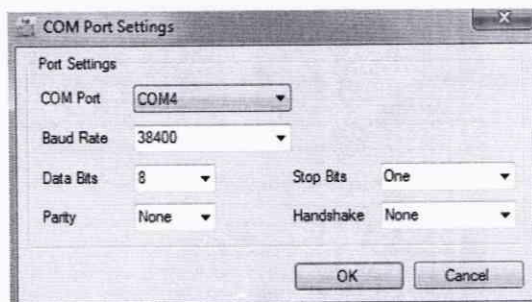 COM Port Settings
Port Settings
COM Port COM4
Baud Rate 38400
Data Bits 8 Stop Bits One
Parity None Handshake None
OK Cancel